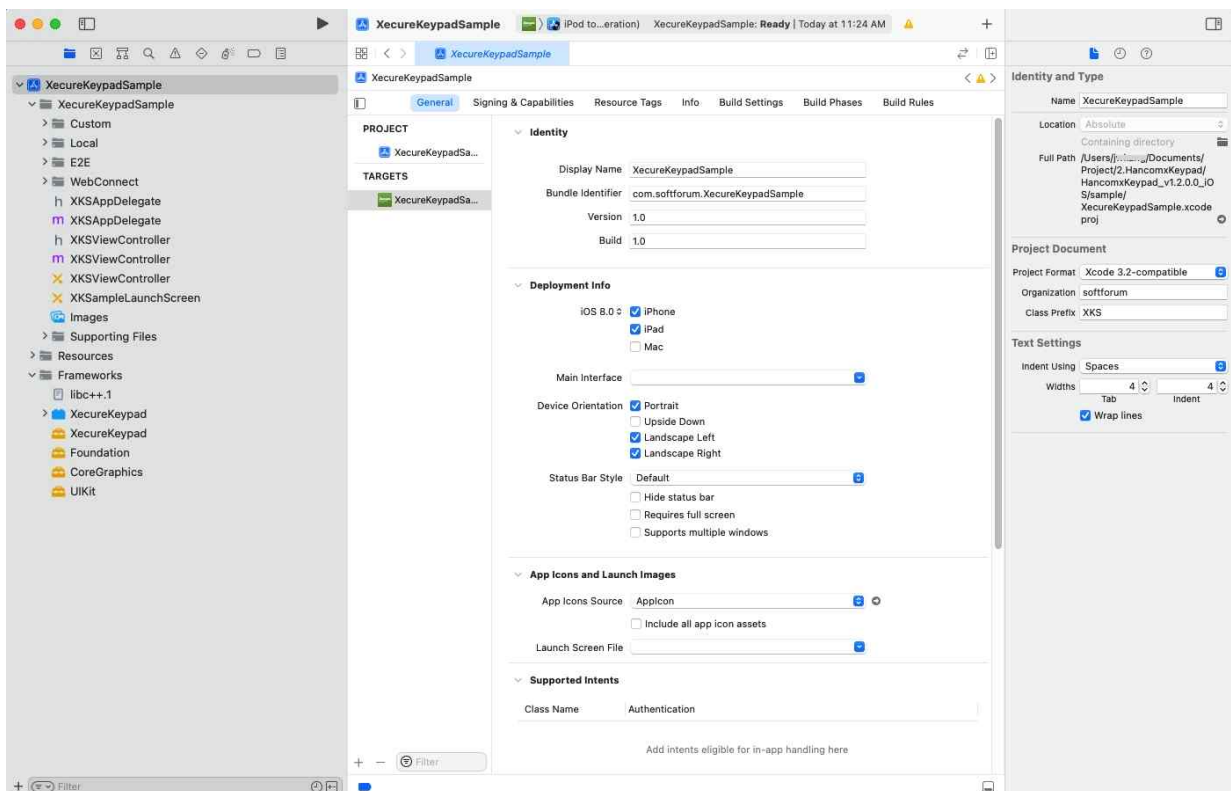 XecureKeypadSample
iPod to...eration)
XecureKeypadSample: Ready | Today at 11:24 AM
XecureKeypadSample
XecureKeypadSample
XecureKeypadSample
Custom
Local
E2E
WebConnect
h XKSAppDelegate
m XKSAppDelegate
h XKSViewController
m XKSViewController
XKSViewController
XKSampleLaunchScreen
Images
Supporting Files
Resources
Frameworks
libc++.1
XecureKeypad
XecureKeypad
Foundation
CoreGraphics
UIKit
Filter
XecureKeypadSample
General Signing & Capabilities Resource Tags Info Build Settings Build Phases Build Rules
PROJECT
XecureKeypadSa...
TARGETS
XecureKeypadSa...
Filter
Identity
Display Name XecureKeypadSample
Bundle Identifier com.softforum.XecureKeypadSample
Version 1.0
Build 1.0
Deployment Info
iOS 8.0 iPhone
iPad
Mac
Main Interface
Device Orientation Portrait
Upside Down
Landscape Left
Landscape Right
Status Bar Style Default
Hide status bar
Requires full screen
Supports multiple windows
App Icons and Launch Images
App Icons Source AppIcon
Include all app icon assets
Launch Screen File
Supported Intents
Class Name Authentication
Add intents eligible for in-app handling here
Identity and Type
Name XecureKeypadSample
Location Absolute
Containing directory
Full Path /Users/ /Documents/
Project/2.HancomxKeypad/
HancomxKeypad_v1.2.0.0_iO
S/sample/
XecureKeypadSample.xcode
proj
Project Document
Project Format Xcode 3.2-compatible
Organization softforum
Class Prefix XKS
Text Settings
Indent Using Spaces
Widths 4 4
Tab Indent
Wrap lines